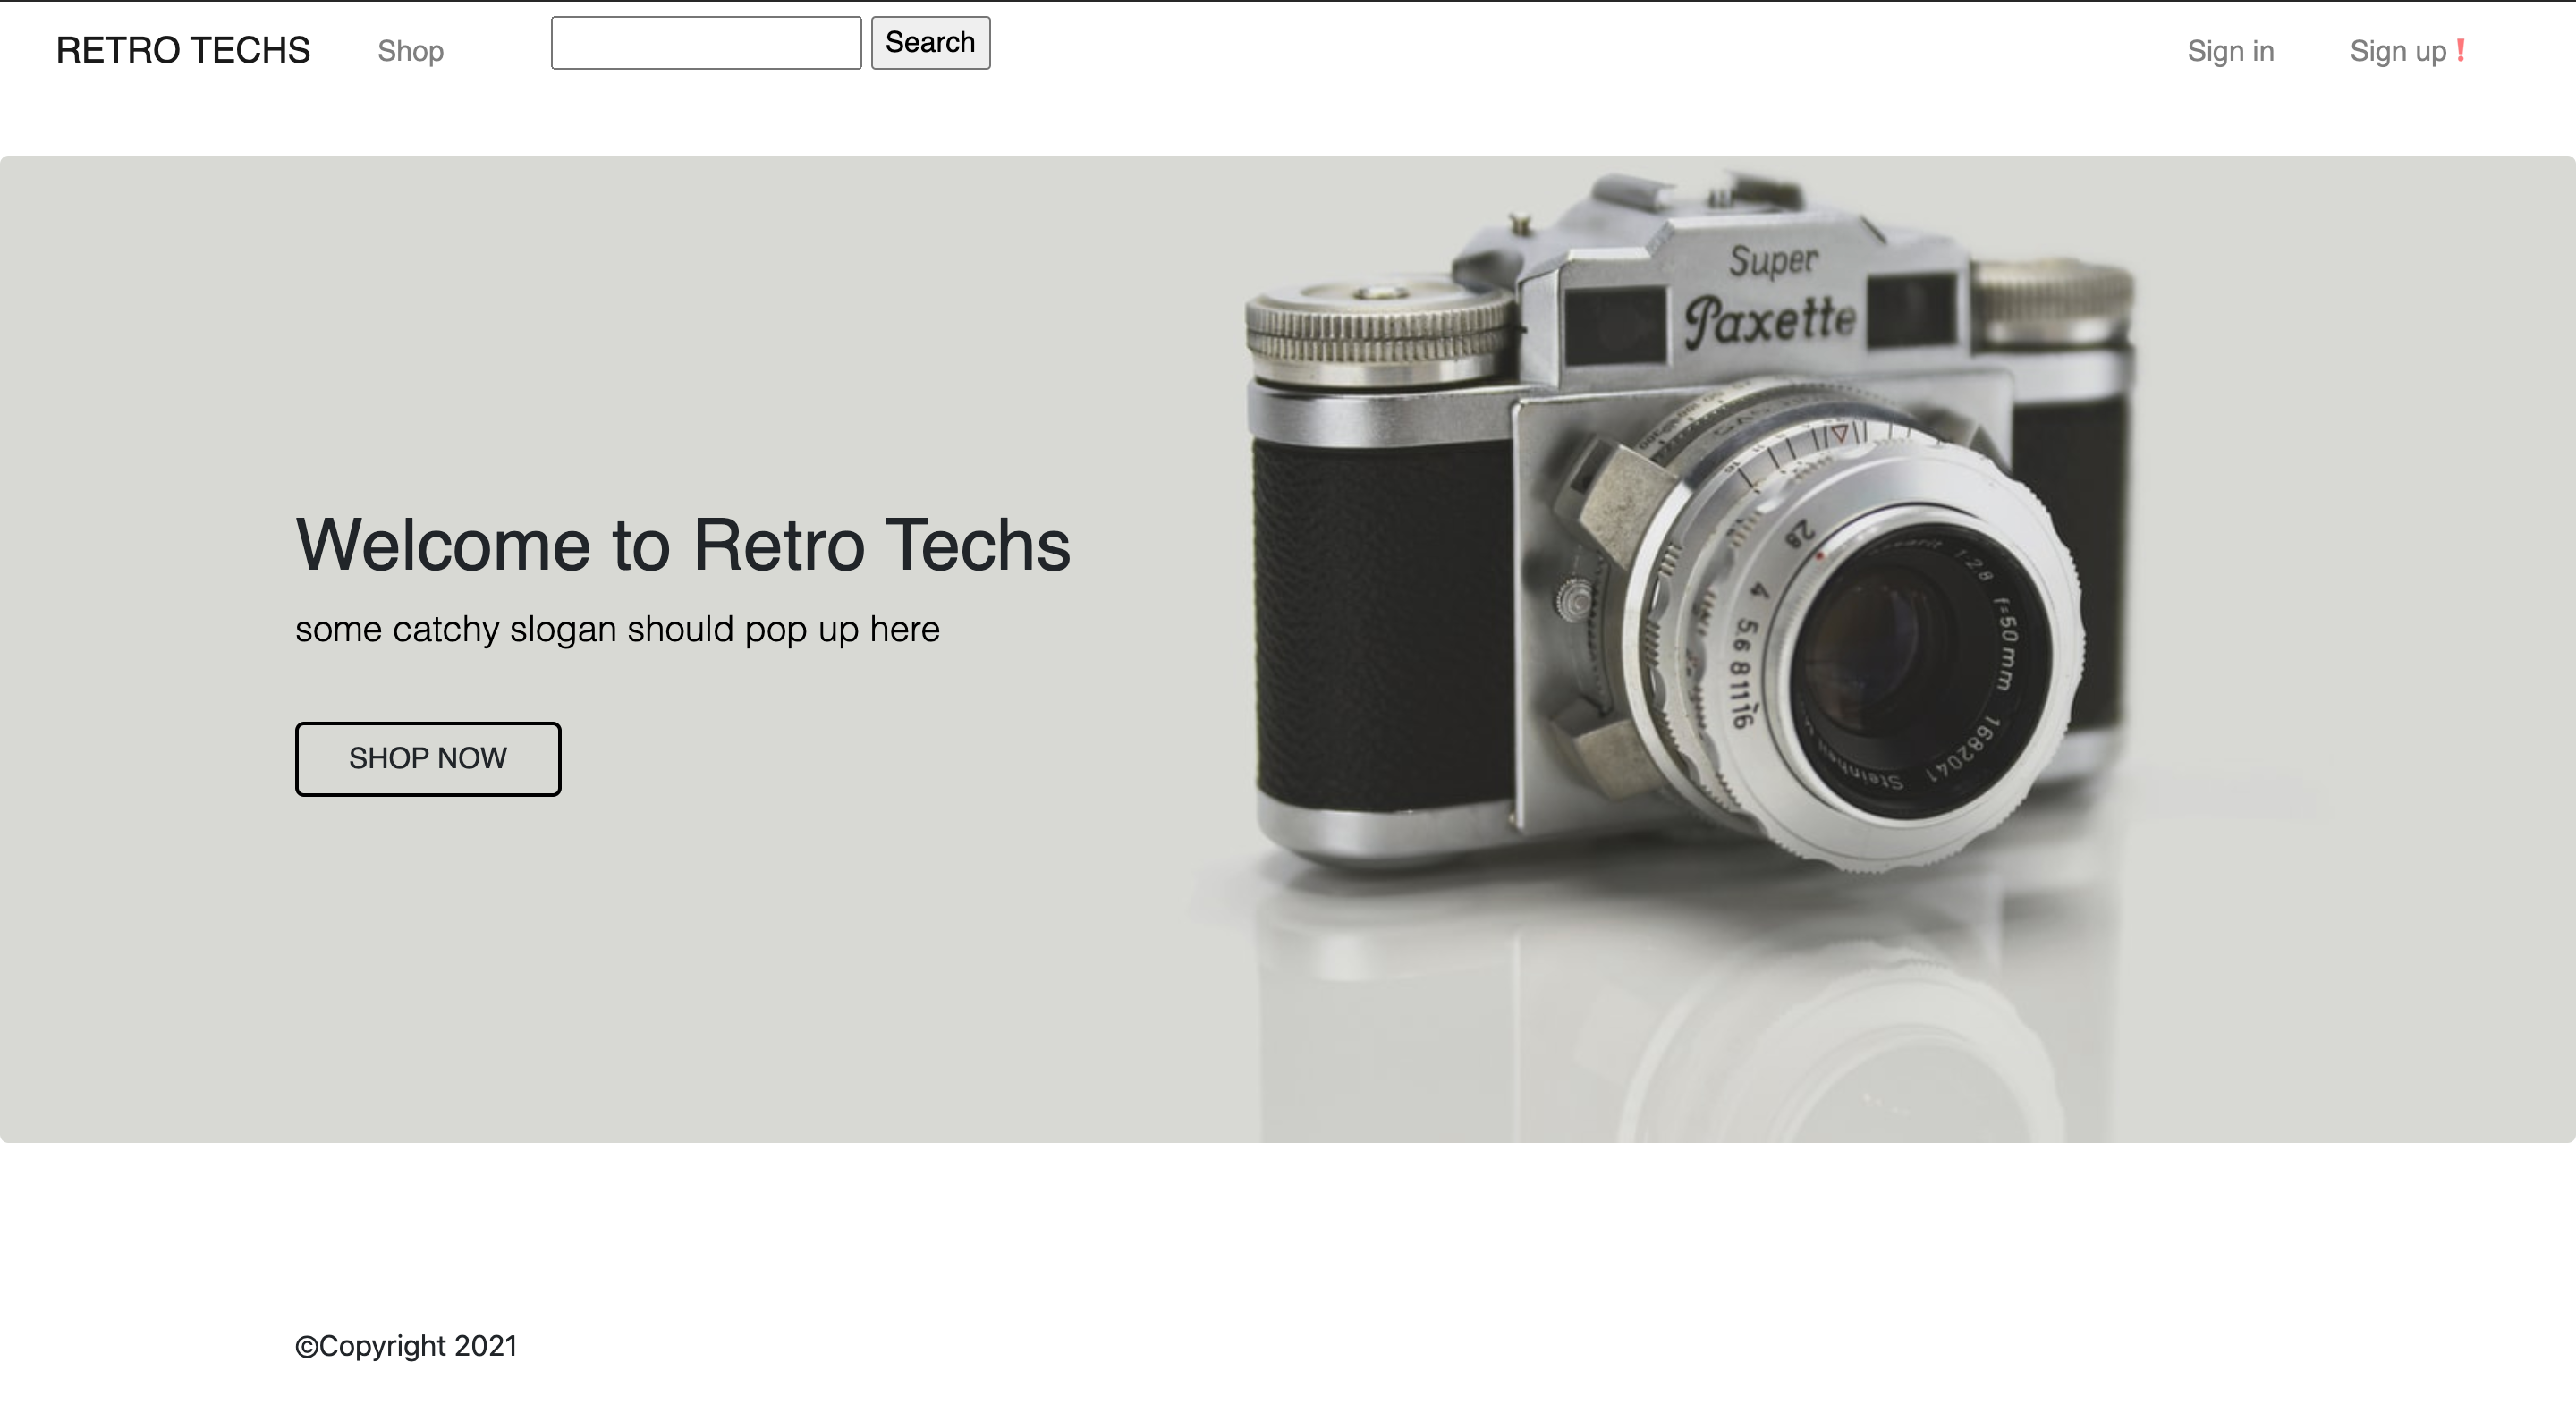 RETRO TECHS Shop Search Sign in Sign up !
Super
Paxette
Welcome to Retro Techs
some catchy slogan should pop up here
SHOP NOW
2.8 4 5.6 8 11 16
1:2.8 f=50mm 1682041 Steinheil
©Copyright 2021